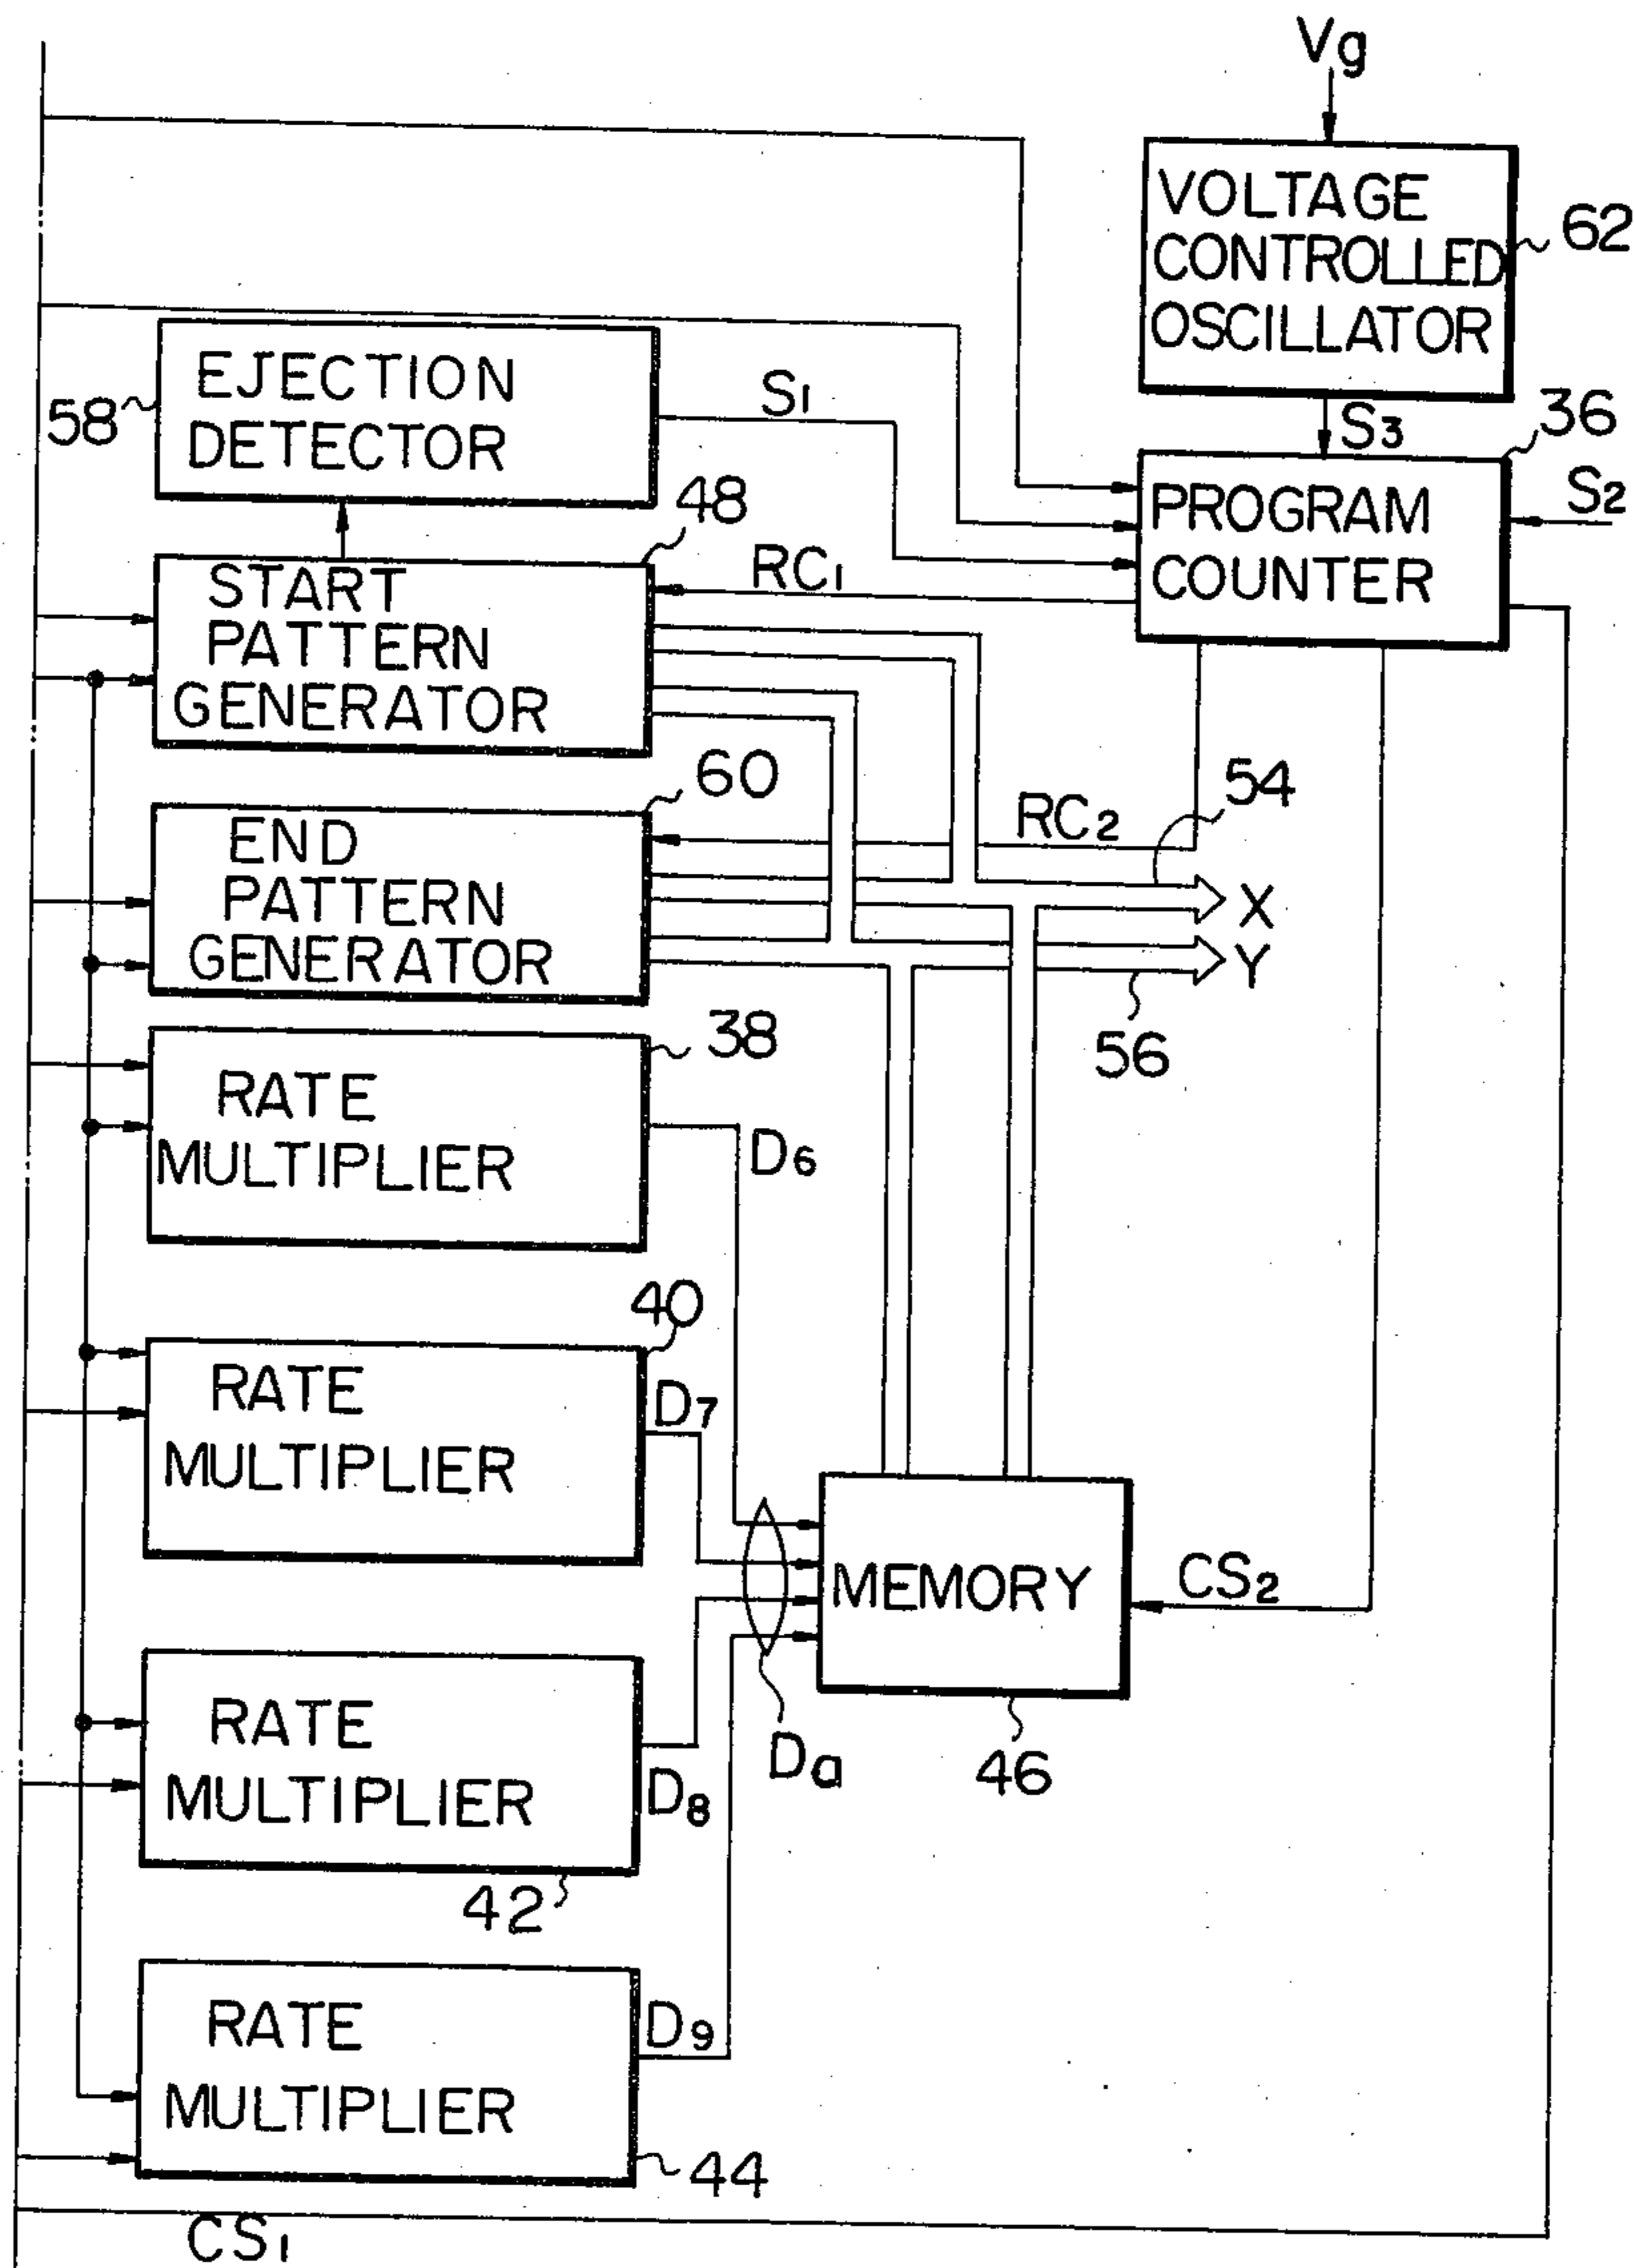 Vg
VOLTAGE
CONTROLLED
OSCILLATOR
62
EJECTION
DETECTOR
58
S1
S3
36
PROGRAM
COUNTER
S2
48
START
PATTERN
GENERATOR
RC1
60
END
PATTERN
GENERATOR
RC2
54
X
Y
56
38
RATE
MULTIPLIER
D6
40
RATE
MULTIPLIER
D7
MEMORY
CS2
46
Da
RATE
MULTIPLIER
D8
42
RATE
MULTIPLIER
D9
44
CS1